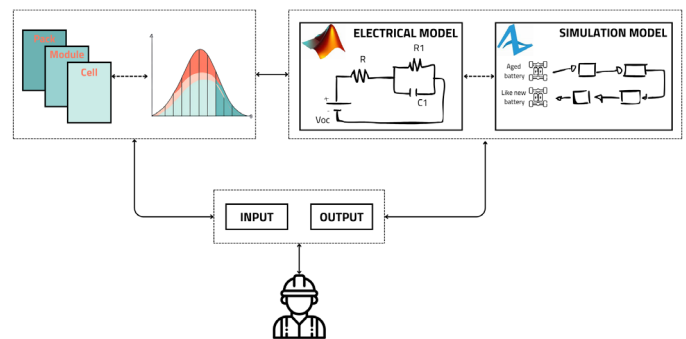 Pack
Module
Cell
ELECTRICAL MODEL
R
R1
C1
+
Voc
SIMULATION MODEL
Aged
battery
Like new
battery
INPUT
OUTPUT